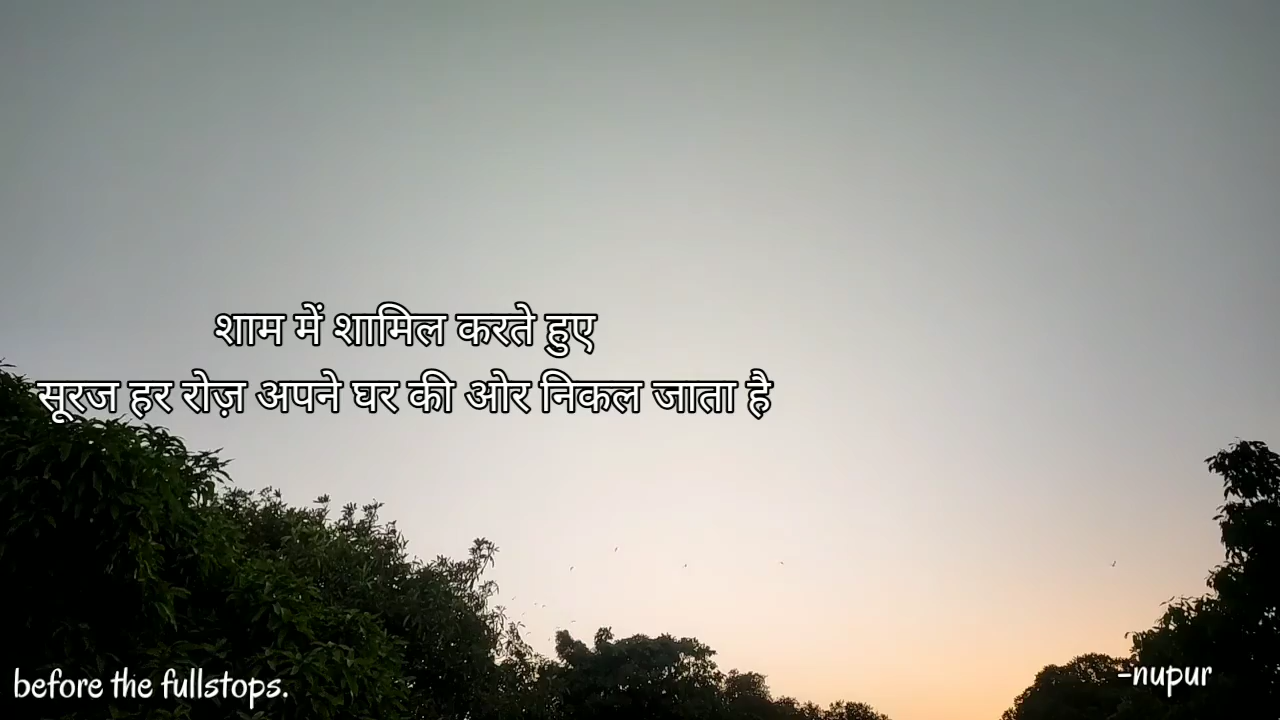 शाम में शामिल करते हुए
सूरज हर रोज़ अपने घर की ओर निकल जाता है
before the fullstops.
-nupur